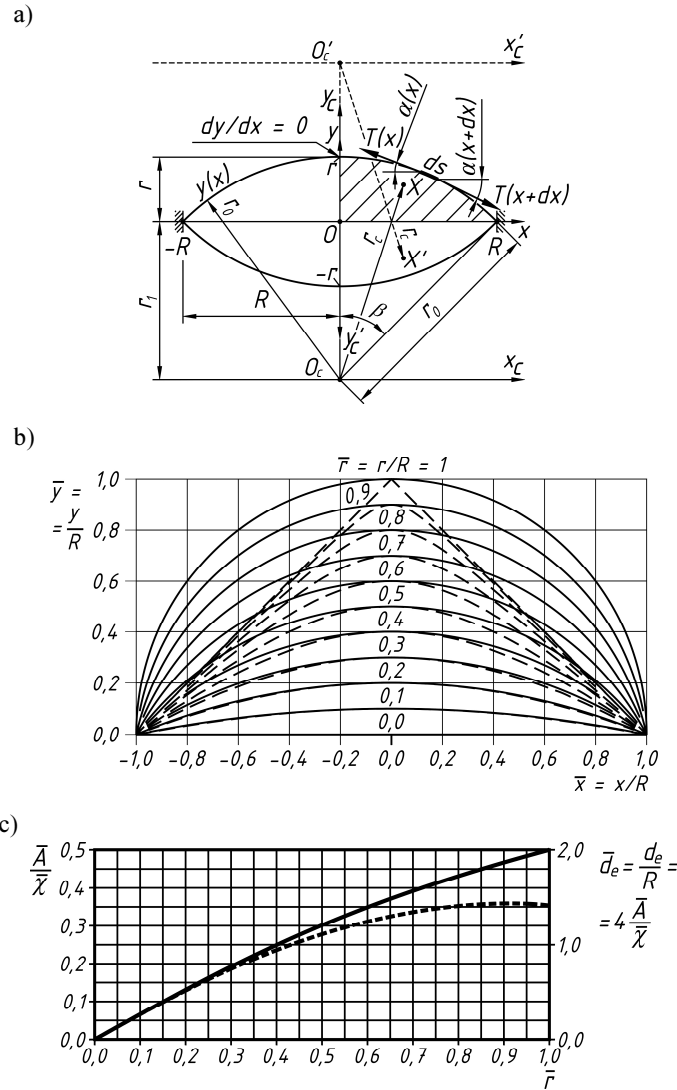 a)
O'c
x'c
yc
dy/dx = 0
y
T(x)
α(x)
ds
α(x+dx)
r
r
y(x)
r0
X
T(x+dx)
−R
O
rc
rc
X'
R
x
r1
−r
R
β
y'c
r0
Oc
xc
b)
r̄ = r/R = 1
ȳ =
= y/R
1,0
0,8
0,6
0,4
0,2
0,0
0,9
0,8
0,7
0,6
0,5
0,4
0,3
0,2
0,1
0,0
−1,0 −0,8 −0,6 −0,4 −0,2 0,0 0,2 0,4 0,6 0,8 1,0
x̄ = x/R
c)
Ā/χ̄
0,5
0,4
0,3
0,2
0,1
0,0
2,0
1,0
0,0
d̄e = de/R =
= 4 Ā/χ̄
0,0 0,1 0,2 0,3 0,4 0,5 0,6 0,7 0,8 0,9 1,0
r̄